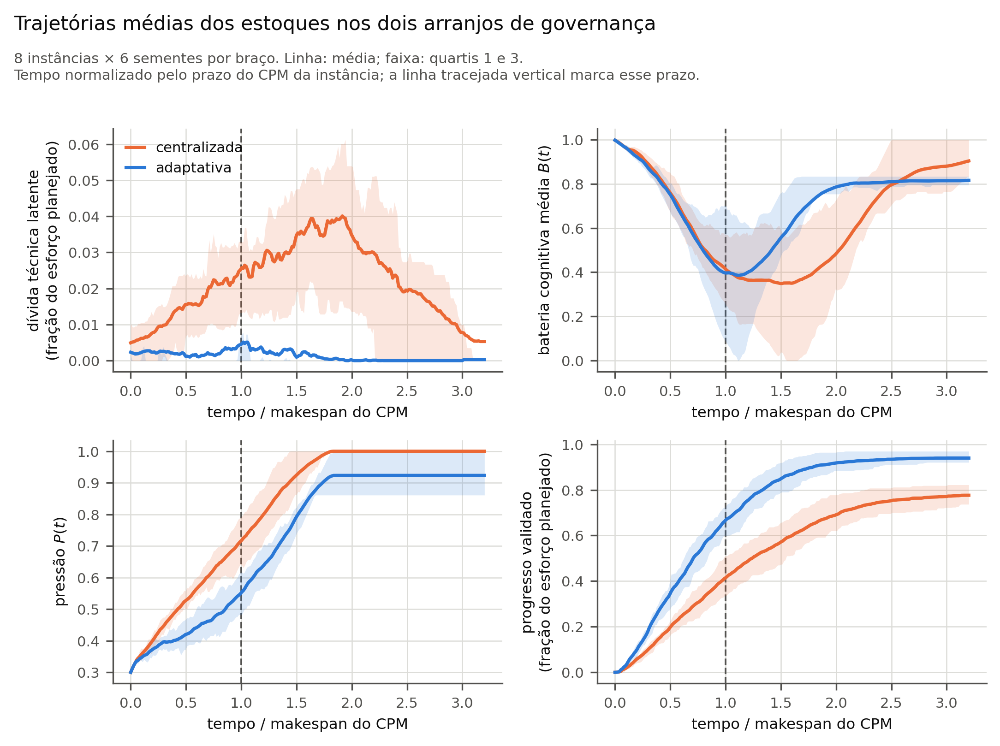 Trajetórias médias dos estoques nos dois arranjos de governança
8 instâncias × 6 sementes por braço. Linha: média; faixa: quartis 1 e 3.
Tempo normalizado pelo prazo do CPM da instância; a linha tracejada vertical marca esse prazo.
dívida técnica latente
(fração do esforço planejado)
0.06
0.05
0.04
0.03
0.02
0.01
0.00
centralizada
adaptativa
0.0 0.5 1.0 1.5 2.0 2.5 3.0
tempo / makespan do CPM
bateria cognitiva média B(t)
1.0
0.8
0.6
0.4
0.2
0.0
0.0 0.5 1.0 1.5 2.0 2.5 3.0
tempo / makespan do CPM
pressão P(t)
1.0
0.9
0.8
0.7
0.6
0.5
0.4
0.3
0.0 0.5 1.0 1.5 2.0 2.5 3.0
tempo / makespan do CPM
progresso validado
(fração do esforço planejado)
1.0
0.8
0.6
0.4
0.2
0.0
0.0 0.5 1.0 1.5 2.0 2.5 3.0
tempo / makespan do CPM